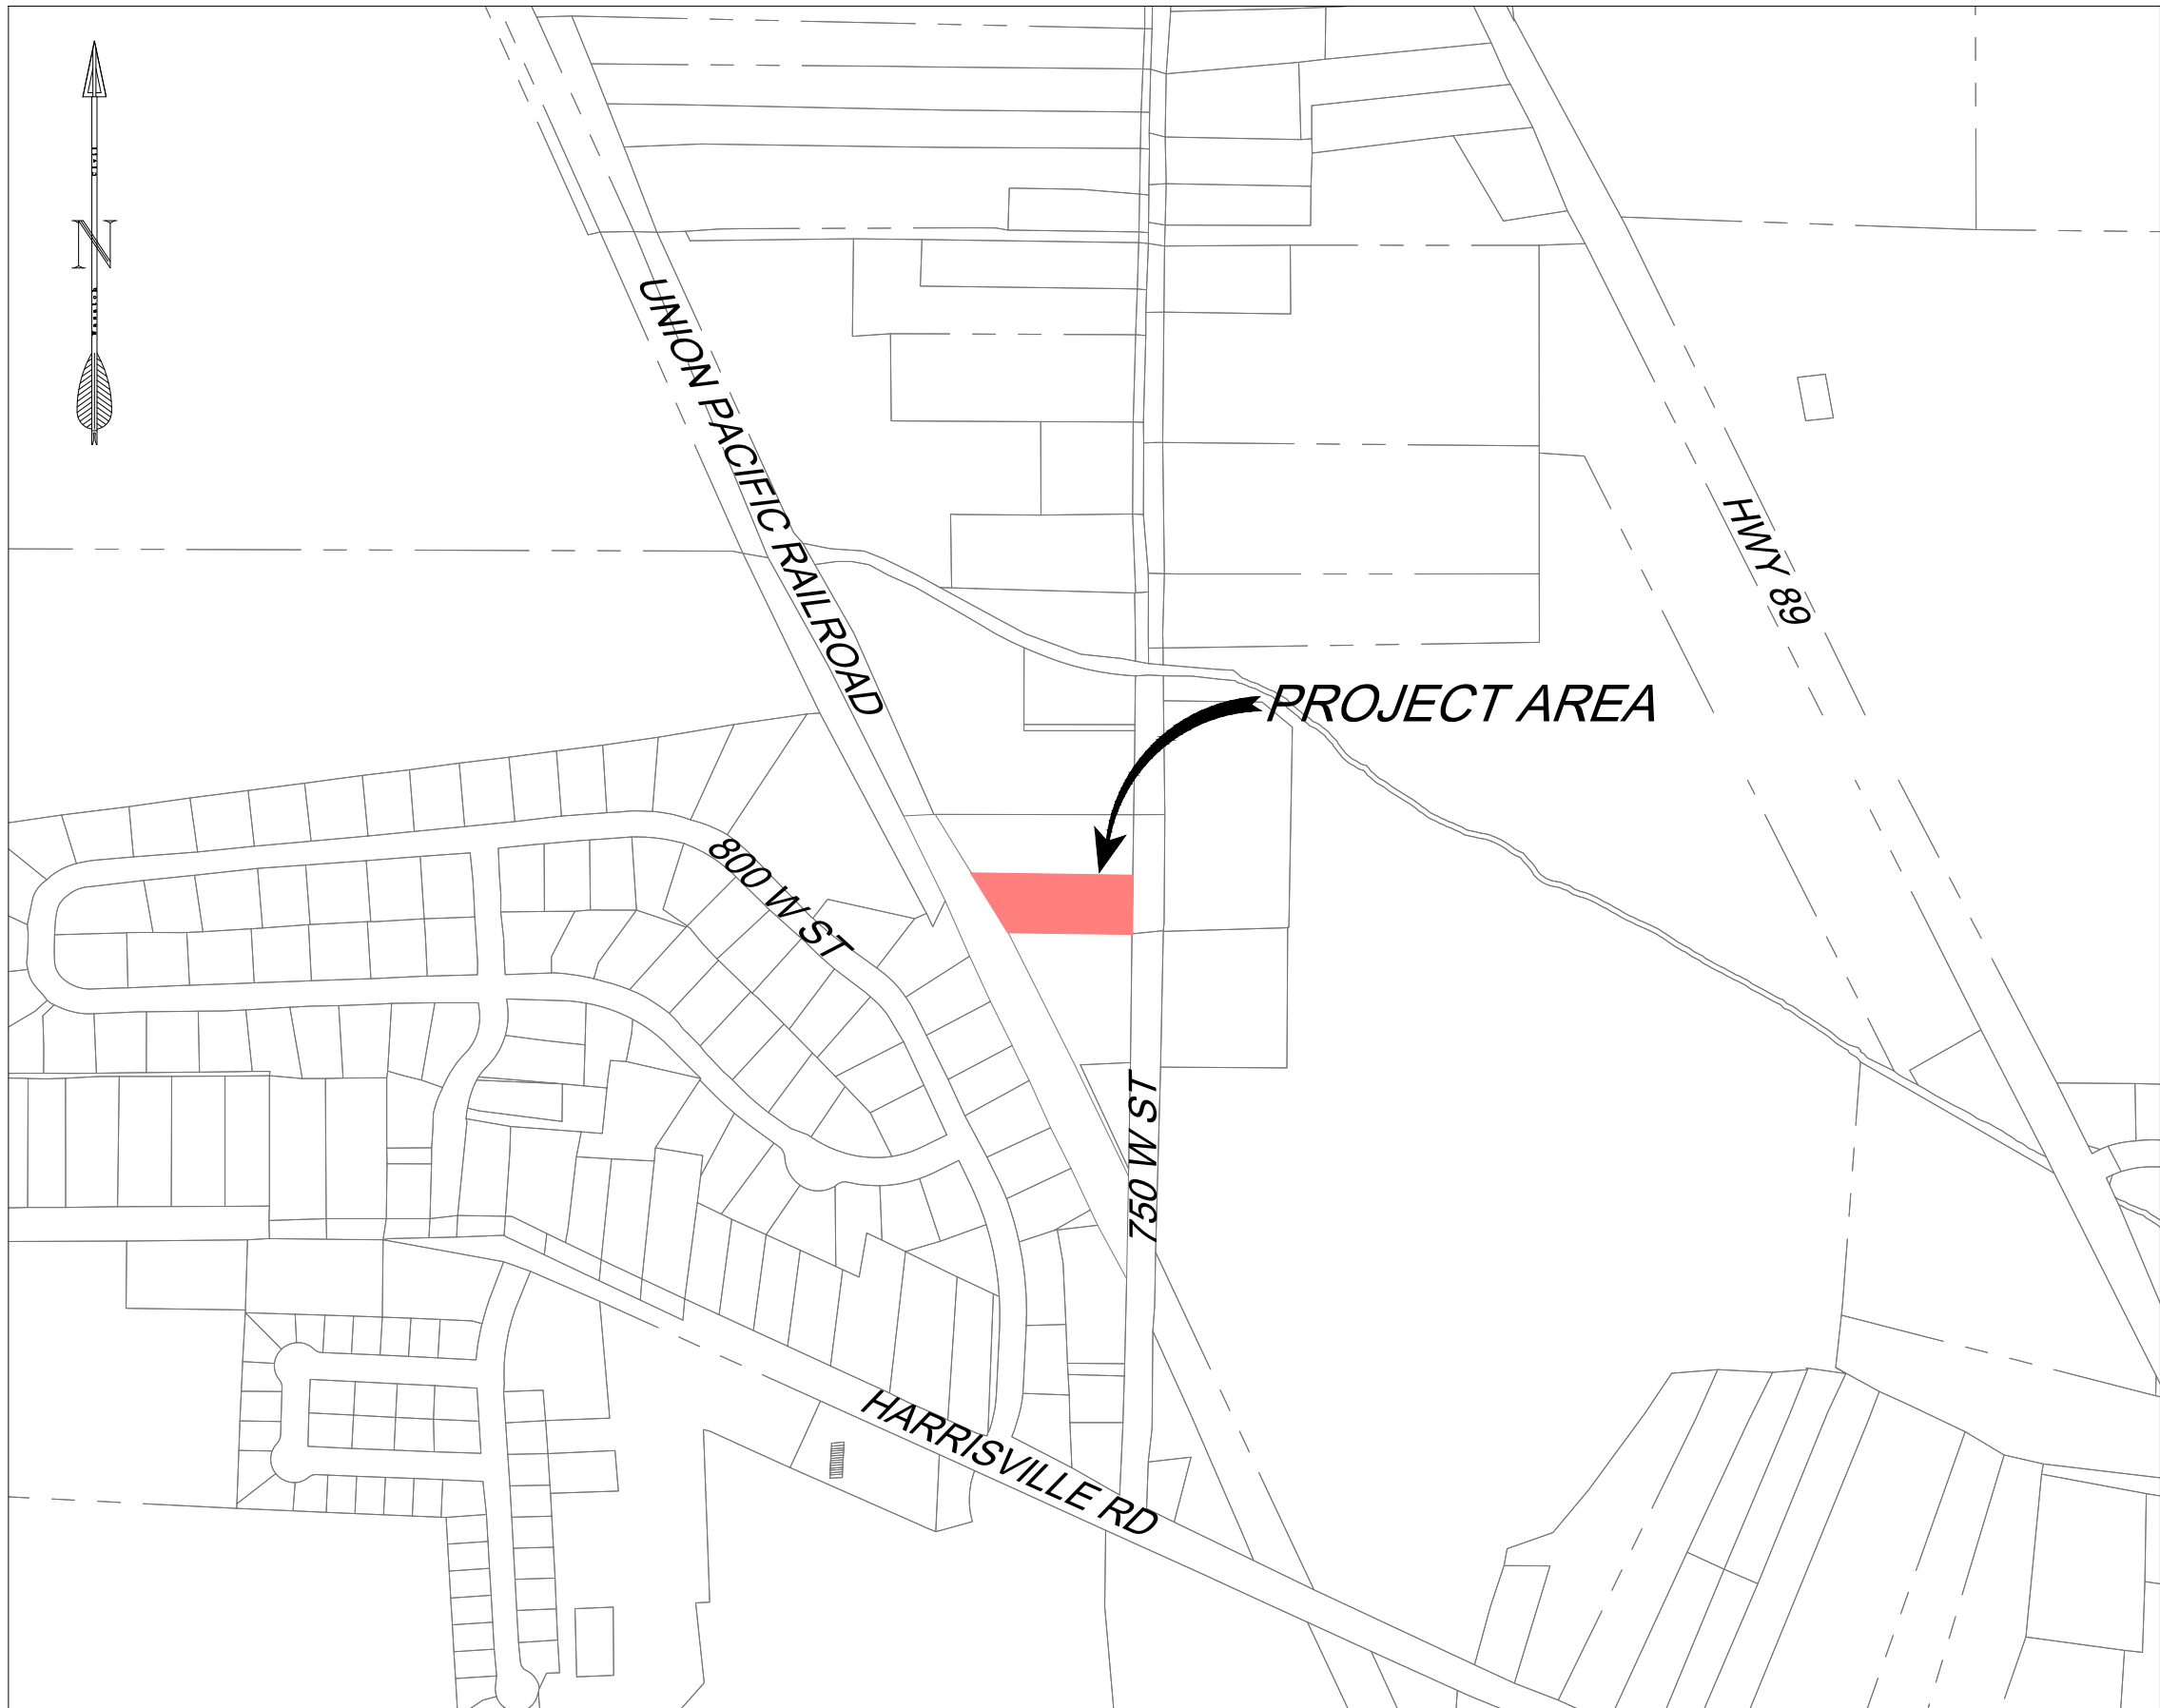 N
UNION PACIFIC RAILROAD
HWY 89
PROJECT AREA
800 W ST
750 W ST
HARRISVILLE RD